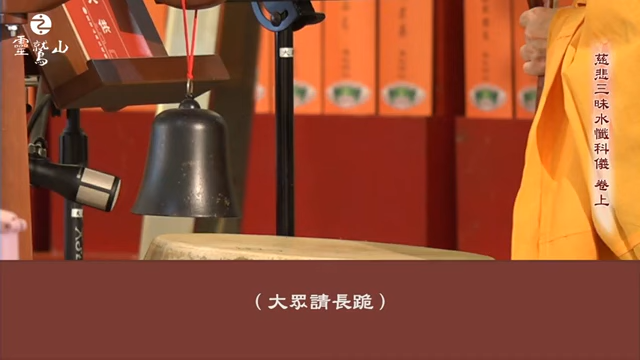 靈鷲山
慈悲三昧水懺科儀 卷上
（大眾請長跪）